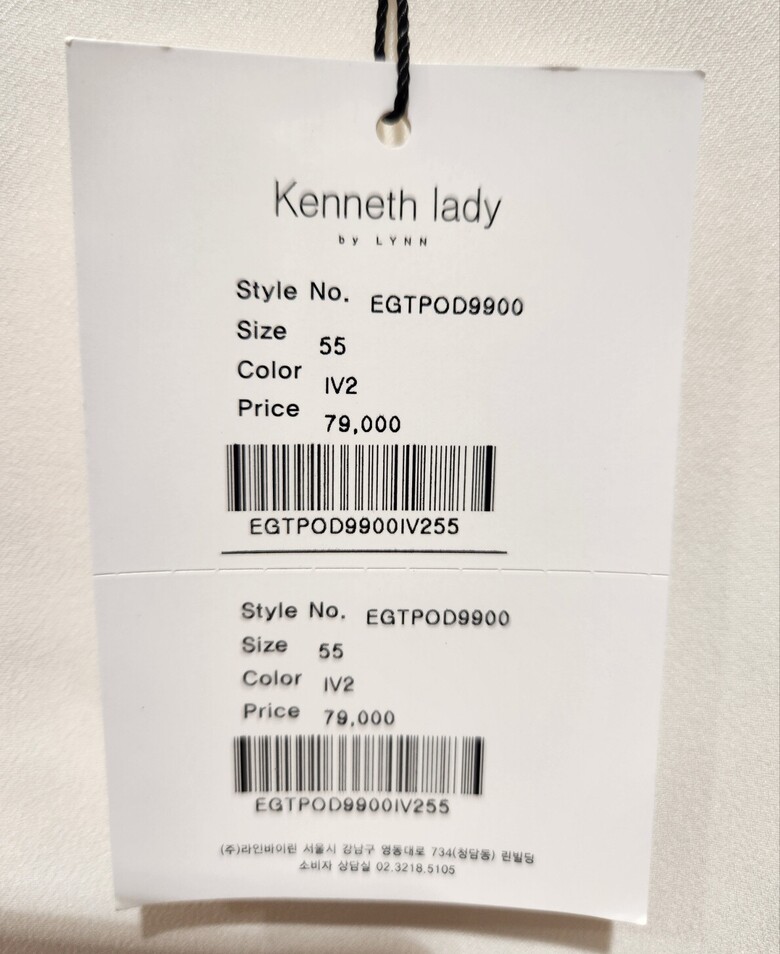 Kenneth lady
by LYNN
Style No. EGTPOD9900
Size 55
Color IV2
Price 79,000
EGTPOD9900IV255
Style No. EGTPOD9900
Size 55
Color IV2
Price 79,000
EGTPOD9900IV255
(주)라인바이린 서울시 강남구 영동대로 734(청담동) 린빌딩
소비자 상담실 02.3218.5105